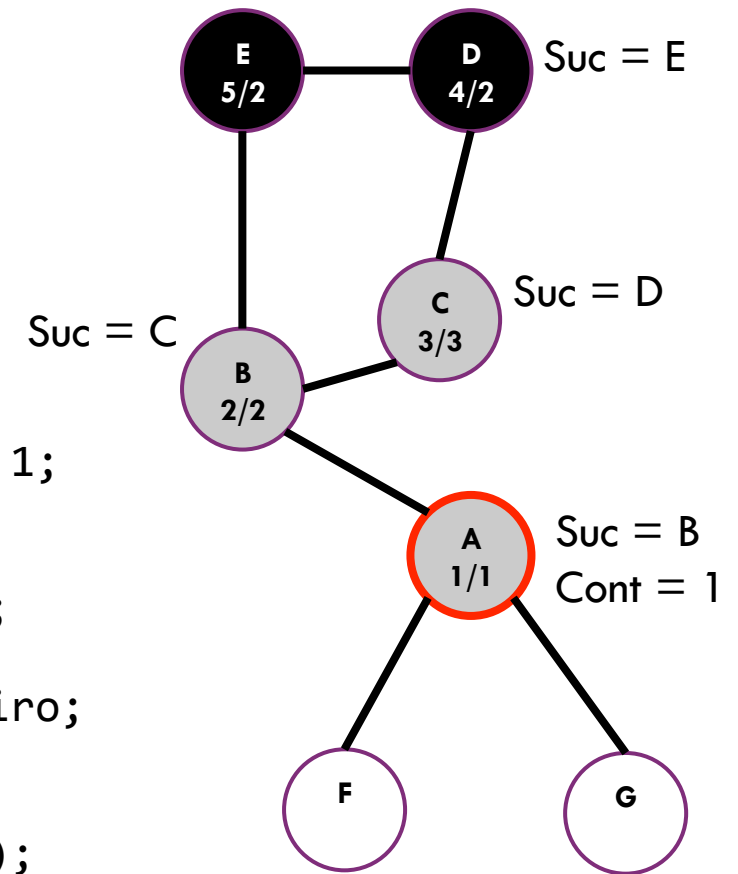 E
5/2
D
4/2
Suc = E
C
3/3
Suc = D
Suc = C
B
2/2
1;
A
1/1
Suc = B
Cont = 1
;
iro;
F
G
);